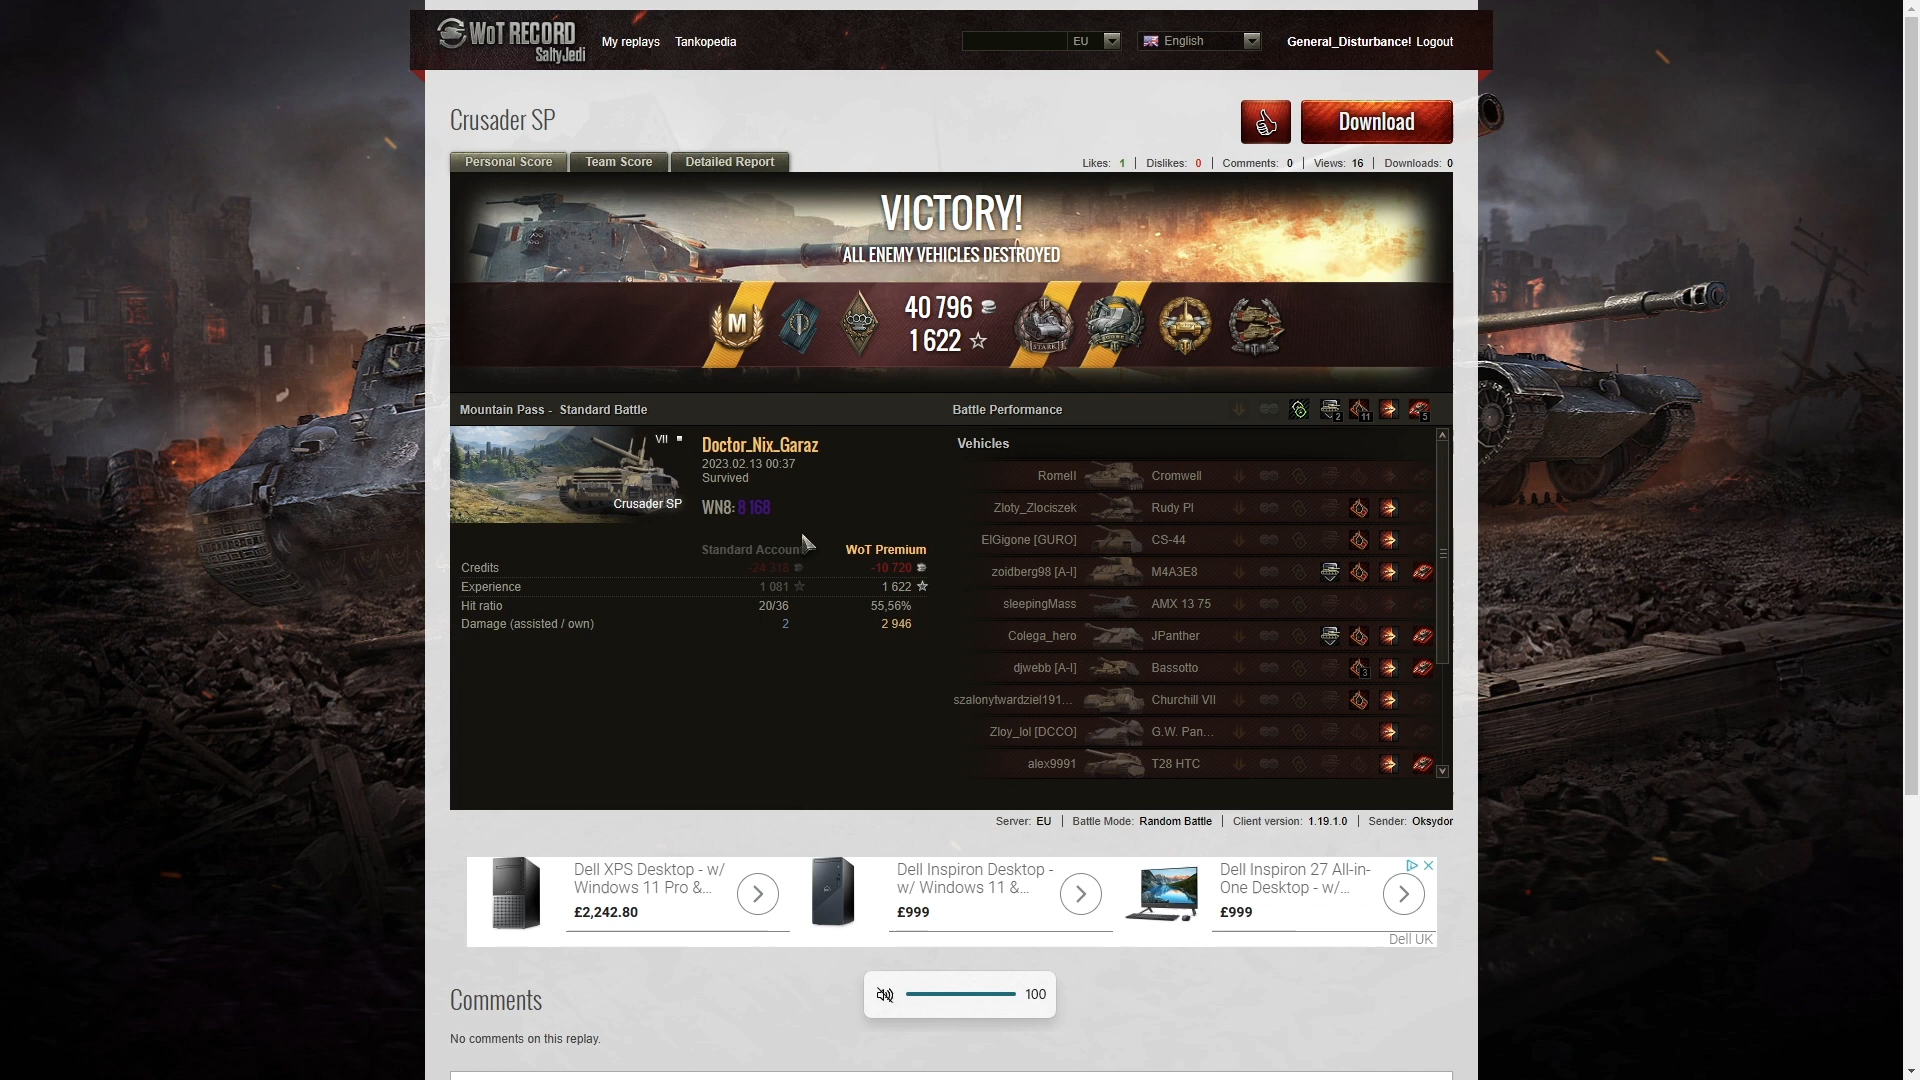 WoT RECORD
SaltyJedi
My replays
Tankopedia
EU
English
General_Disturbance! Logout
Crusader SP
Download
Personal Score
Team Score
Detailed Report
Likes: 1 | Dislikes: 0 | Comments: 0 | Views: 16 | Downloads: 0
VICTORY!
ALL ENEMY VEHICLES DESTROYED
M
40 796
1 622
STARK
Mountain Pass - Standard Battle
Battle Performance
2
11
5
VII
Crusader SP
Doctor_Nix_Garaz
2023.02.13 00:37
Survived
WN8: 8 168
Standard Account
WoT Premium
Credits -24 318 -10 720
Experience 1 081 1 622
Hit ratio 20/36 55,56%
Damage (assisted / own) 2 2 946
Vehicles
Romell Cromwell
Zloty_Zlociszek Rudy Pl
ElGigone [GURO] CS-44
zoidberg98 [A-I] M4A3E8
sleepingMass AMX 13 75
Colega_hero JPanther
djwebb [A-I] Bassotto 3
szalonytwardziel191... Churchill VII
Zloy_lol [DCCO] G.W. Pan...
alex9991 T28 HTC
Server: EU | Battle Mode: Random Battle | Client version: 1.19.1.0 | Sender: Oksydor
Dell XPS Desktop - w/
Windows 11 Pro &...
£2,242.80
Dell Inspiron Desktop -
w/ Windows 11 &...
£999
Dell Inspiron 27 All-in-
One Desktop - w/...
£999
Dell UK
Comments
100
No comments on this replay.